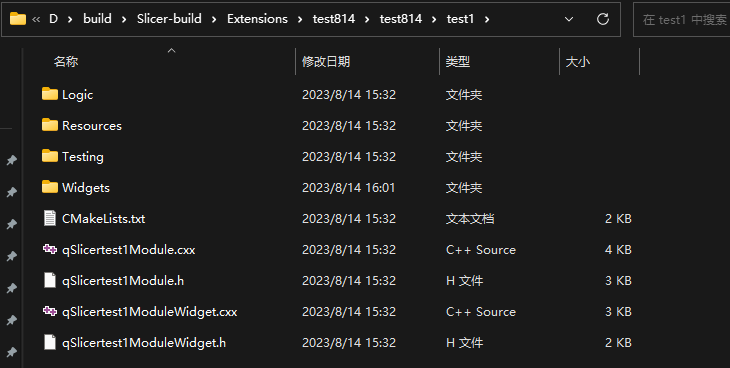 « D › build › Slicer-build › Extensions › test814 › test814 › test1 ›
在 test1 中搜索
名称 修改日期 类型 大小
Logic 2023/8/14 15:32 文件夹
Resources 2023/8/14 15:32 文件夹
Testing 2023/8/14 15:32 文件夹
Widgets 2023/8/14 16:01 文件夹
CMakeLists.txt 2023/8/14 15:32 文本文档 2 KB
qSlicertest1Module.cxx 2023/8/14 15:32 C++ Source 4 KB
qSlicertest1Module.h 2023/8/14 15:32 H 文件 3 KB
qSlicertest1ModuleWidget.cxx 2023/8/14 15:32 C++ Source 3 KB
qSlicertest1ModuleWidget.h 2023/8/14 15:32 H 文件 2 KB